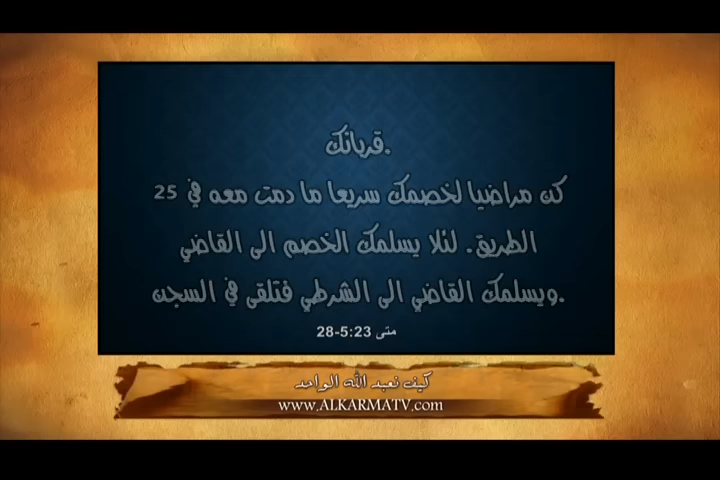 قربانك.
25 كن مراضيا لخصمك سريعا ما دمت معه في
الطريق. لئلا يسلمك الخصم الى القاضي
ويسلمك القاضي الى الشرطي فتلقى في السجن.
متى 5:23-28
كيف نعبد الله الواحد
www.ALKARMATV.com